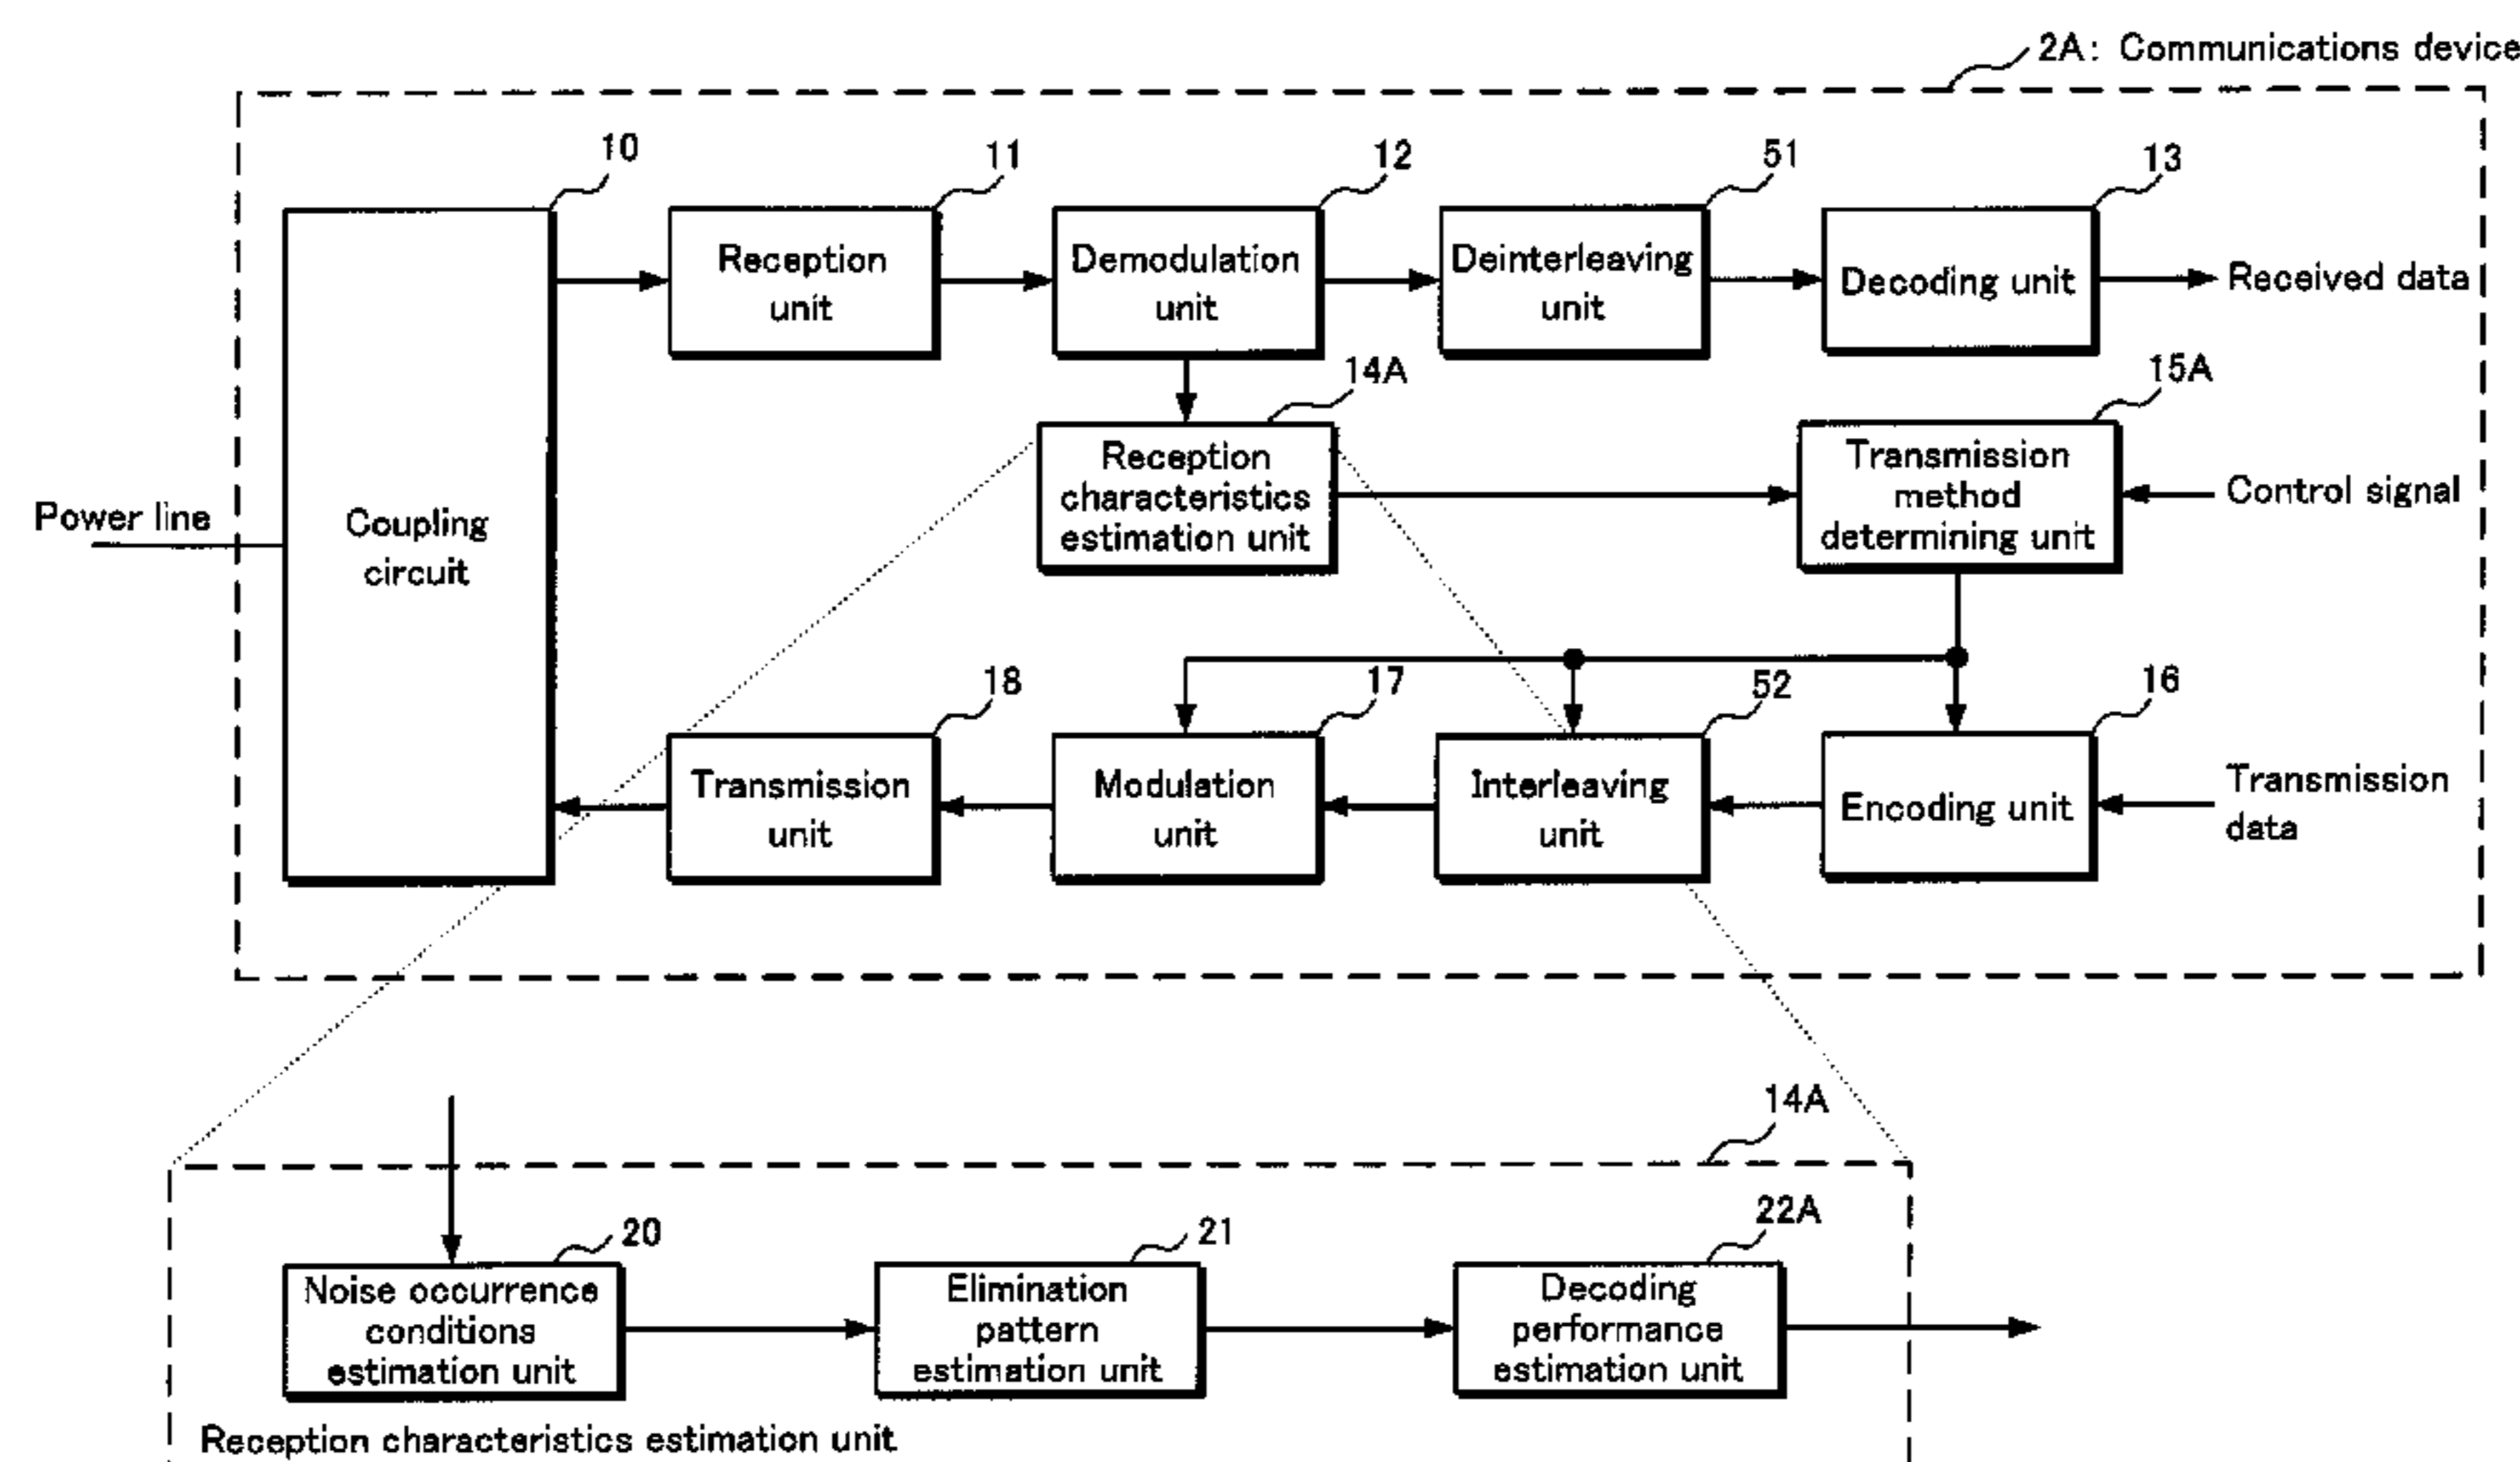 2A: Communications device
10
11
12
51
13
Reception
unit
Demodulation
unit
Deinterleaving
unit
Decoding unit
Received data
14A
15A
Power line
Coupling
circuit
Reception
characteristics
estimation unit
Transmission
method
determining unit
Control signal
18
17
52
16
Transmission
unit
Modulation
unit
Interleaving
unit
Encoding unit
Transmission
data
14A
20
21
22A
Noise occurrence
conditions
estimation unit
Elimination
pattern
estimation unit
Decoding
performance
estimation unit
Reception characteristics estimation unit